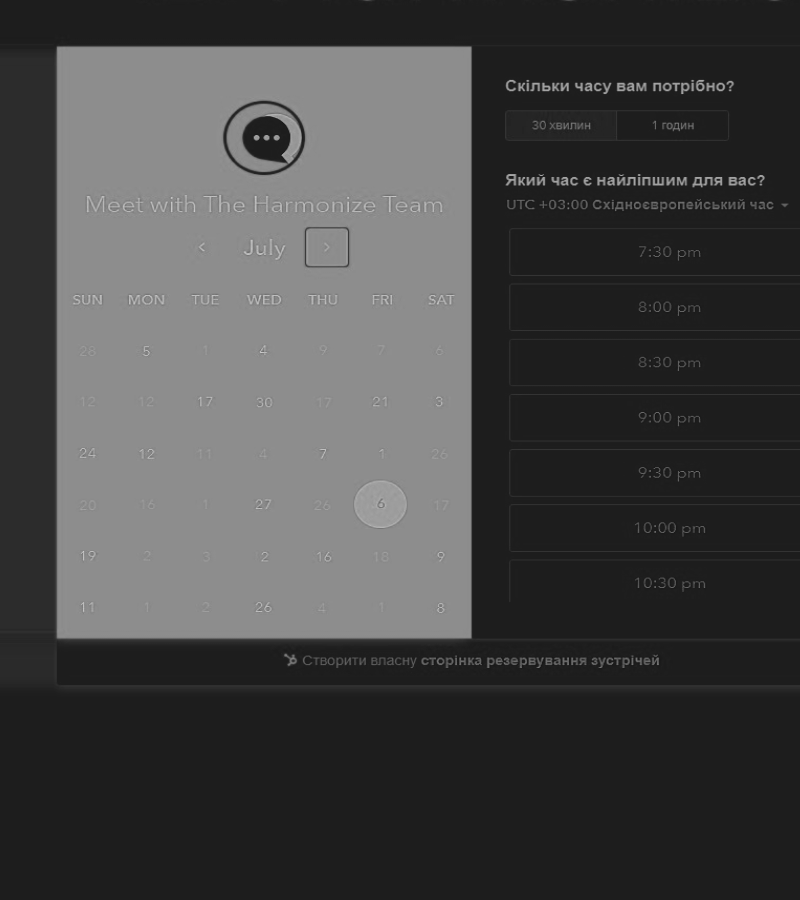 Meet with The Harmonize Team
July
SUN MON TUE WED THU FRI SAT
28 5 1 4 9 7 6
12 12 17 30 17 21 3
24 12 11 4 7 1 26
20 16 1 27 26 6 17
19 2 3 2 16 18 9
11 1 2 26 4 1 8
Скільки часу вам потрібно?
30 хвилин 1 годин
Який час є найліпшим для вас?
UTC +03:00 Східноєвропейський час
7:30 pm
8:00 pm
8:30 pm
9:00 pm
9:30 pm
10:00 pm
10:30 pm
Створити власну сторінка резервування зустрічей